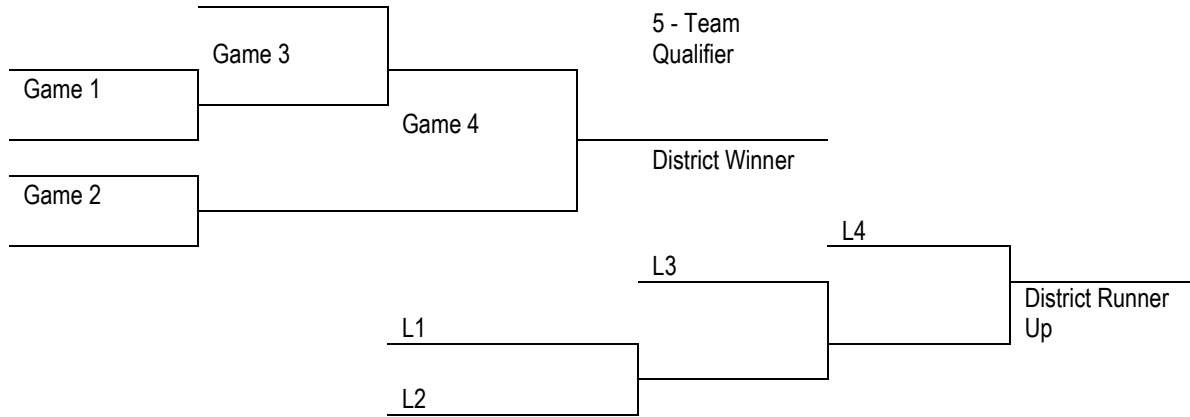 5 - Team
Qualifier
Game 3
Game 1
Game 4
District Winner
Game 2
L4
L3
District Runner
Up
L1
L2